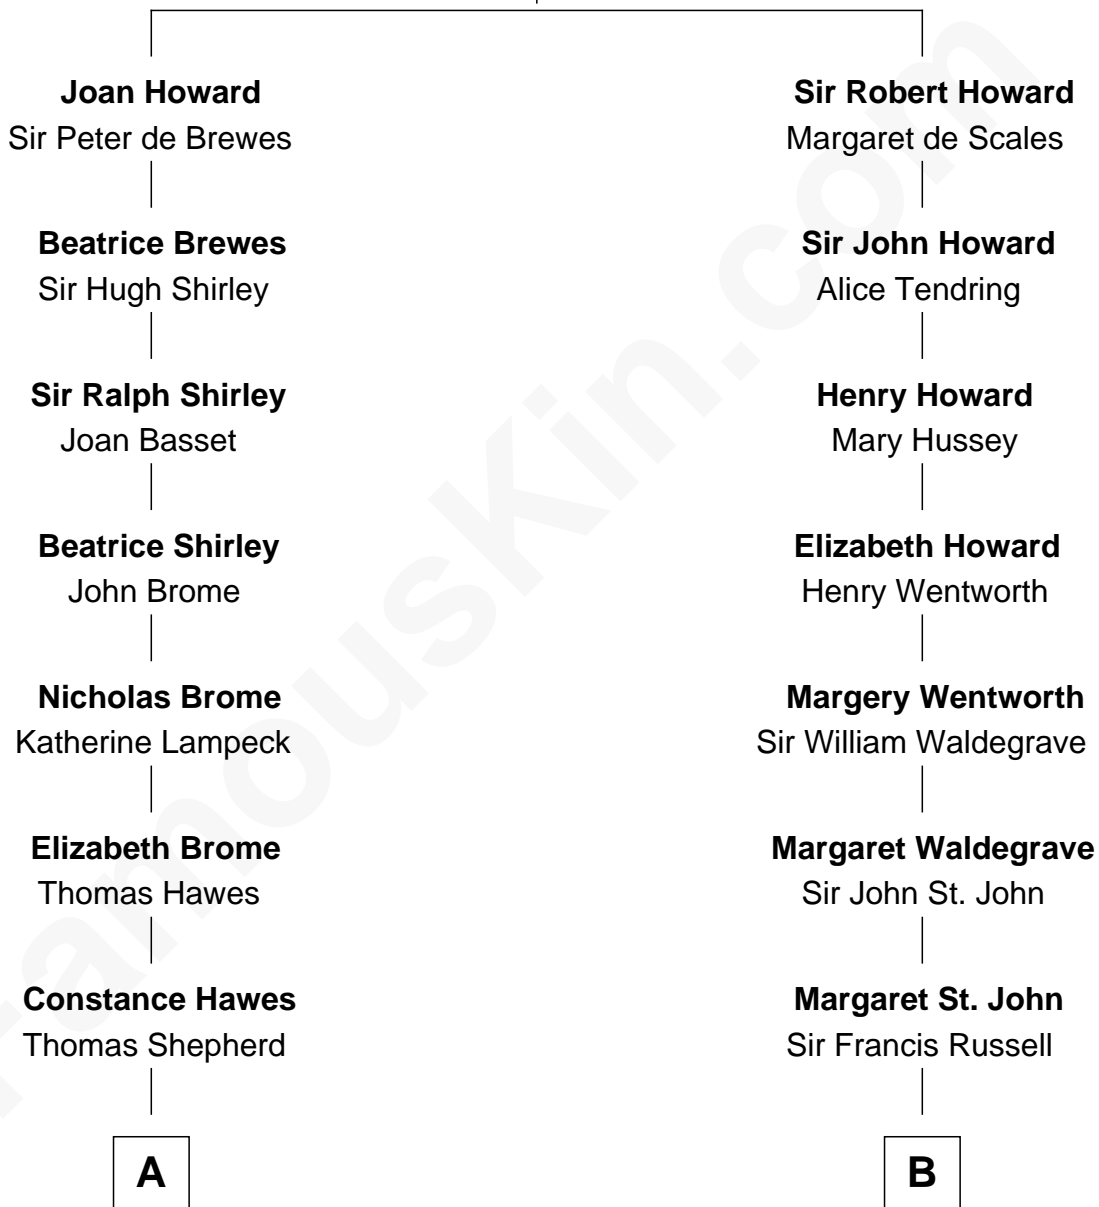 Joan Howard
Sir Peter de Brewes
Sir Robert Howard
Margaret de Scales
Beatrice Brewes
Sir Hugh Shirley
Sir John Howard
Alice Tendring
Sir Ralph Shirley
Joan Basset
Henry Howard
Mary Hussey
Beatrice Shirley
John Brome
Elizabeth Howard
Henry Wentworth
Nicholas Brome
Katherine Lampeck
Margery Wentworth
Sir William Waldegrave
Elizabeth Brome
Thomas Hawes
Margaret Waldegrave
Sir John St. John
Constance Hawes
Thomas Shepherd
Margaret St. John
Sir Francis Russell
A
B
FamousKin.com